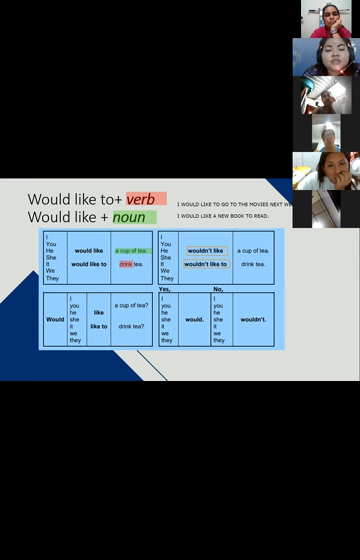 Would like to+ verb
Would like + noun
I WOULD LIKE TO GO TO THE MOVIES NEXT
I WOULD LIKE A NEW BOOK TO READ.
I
You
He
She
It
We
They
would like
would like to
a cup of tea.
drink tea.
I
You
He
She
It
We
They
wouldn't like
wouldn't like to
a cup of tea.
drink tea.
Would
I
you
he
she
it
we
they
like
like to
a cup of tea?
drink tea?
Yes,
No,
I
you
he
she
it
we
they
would.
I
you
he
she
it
we
they
wouldn't.